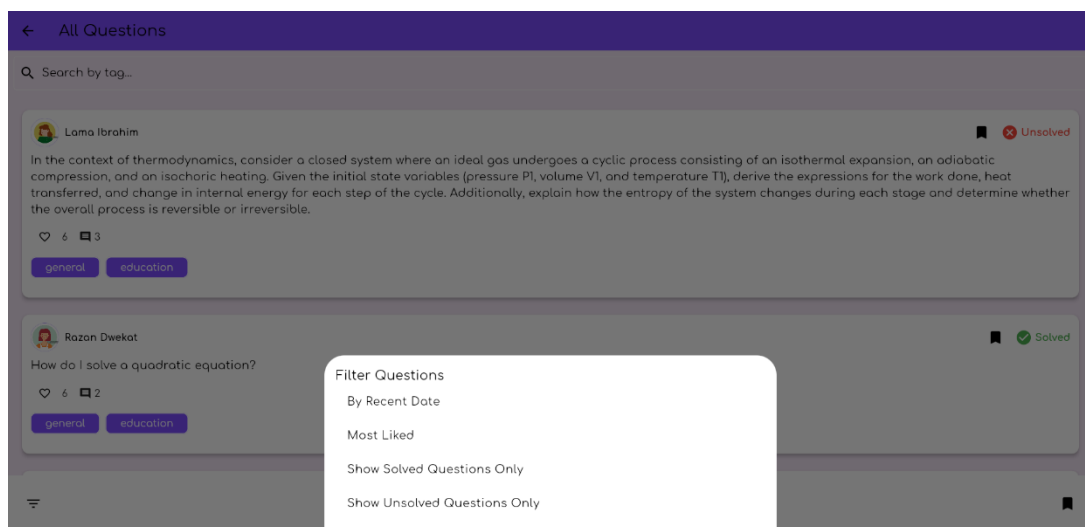 All Questions
Search by tag...
Lama Ibrahim
Unsolved
In the context of thermodynamics, consider a closed system where an ideal gas undergoes a cyclic process consisting of an isothermal expansion, an adiabatic
compression, and an isochoric heating. Given the initial state variables (pressure P1, volume V1, and temperature T1), derive the expressions for the work done, heat
transferred, and change in internal energy for each step of the cycle. Additionally, explain how the entropy of the system changes during each stage and determine whether
the overall process is reversible or irreversible.
6 3
general education
Razan Dwekat
Solved
How do I solve a quadratic equation?
6 2
general education
Filter Questions
By Recent Date
Most Liked
Show Solved Questions Only
Show Unsolved Questions Only